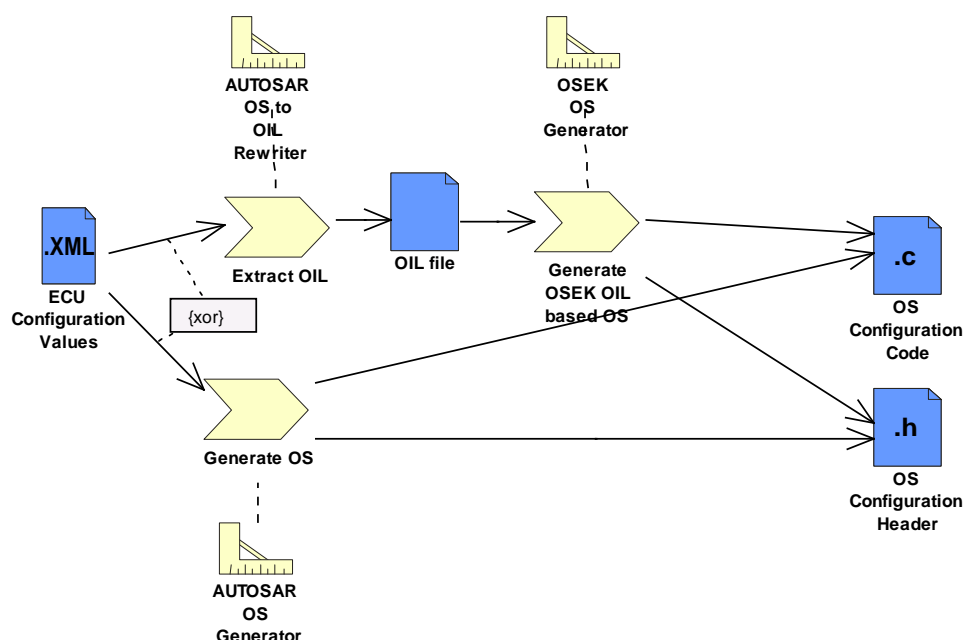 AUTOSAR
OS to
OIL
Rewriter
OSEK
OS
Generator
.XML
ECU
Configuration
Values
Extract OIL
OIL file
Generate
OSEK OIL
based OS
.c
OS
Configuration
Code
{xor}
Generate OS
.h
OS
Configuration
Header
AUTOSAR
OS
Generator